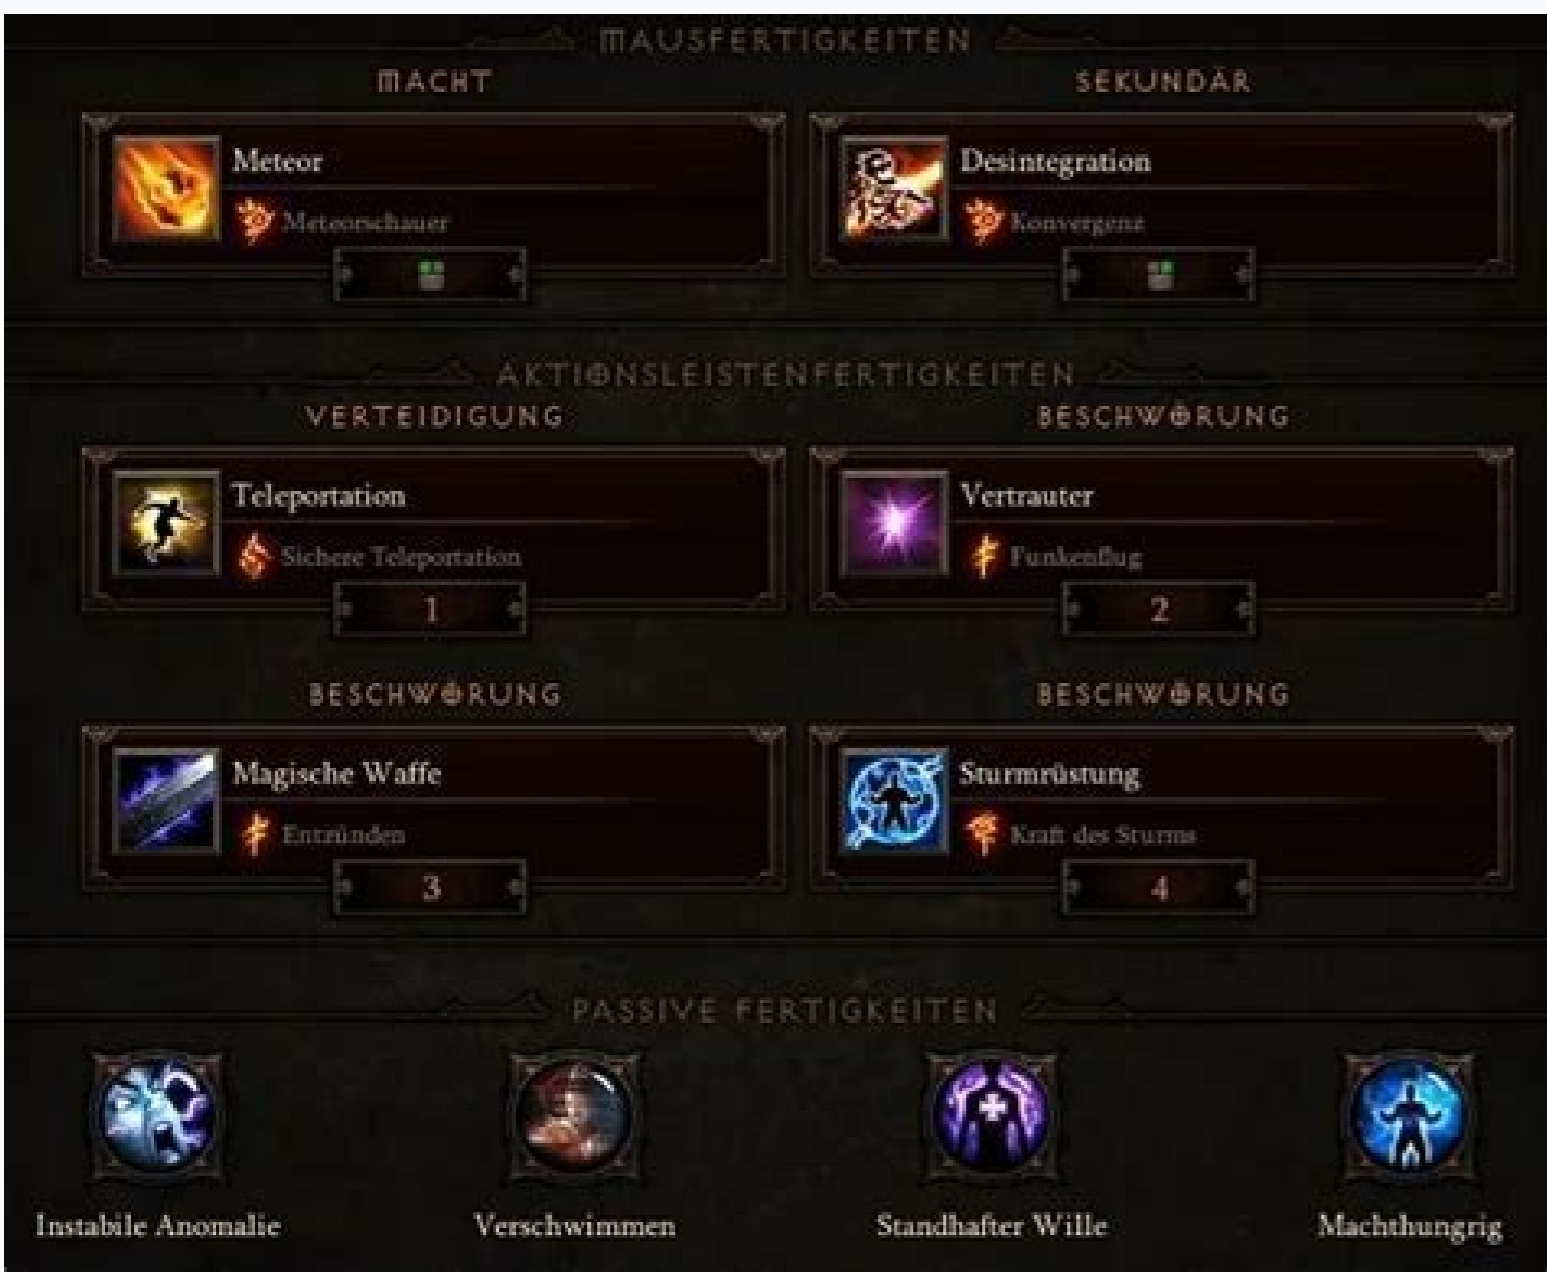 MAUSFERTIGKEITEN
MACHT
SEKUNDÄR
Meteor
Meteorschauer
Desintegration
Konvergenz
AKTIONSLEISTENFERTIGKEITEN
VERTEIDIGUNG
BESCHWÖRUNG
Teleportation
Sichere Teleportation
1
Vertrauter
Funkenflug
2
BESCHWÖRUNG
BESCHWÖRUNG
Magische Waffe
Entzünden
3
Sturmrüstung
Kraft des Sturms
4
PASSIVE FERTIGKEITEN
Instabile Anomalie
Verschwimmen
Standhafter Wille
Machthungrig